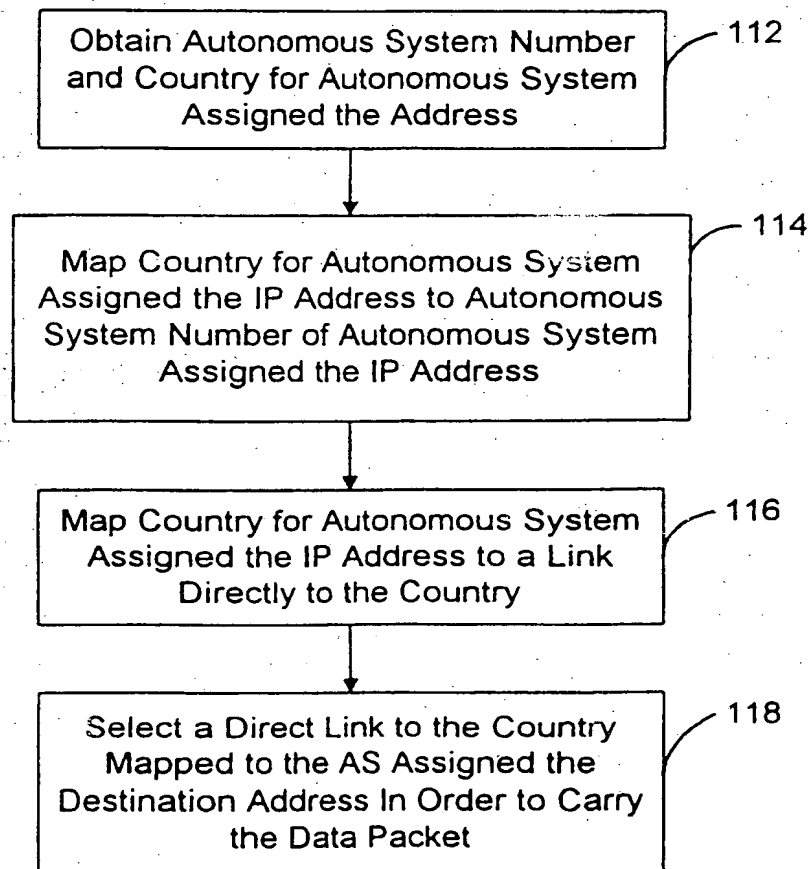 Obtain Autonomous System Number
and Country for Autonomous System
Assigned the Address
112
Map Country for Autonomous System
Assigned the IP Address to Autonomous
System Number of Autonomous System
Assigned the IP Address
114
Map Country for Autonomous System
Assigned the IP Address to a Link
Directly to the Country
116
Select a Direct Link to the Country
Mapped to the AS Assigned the
Destination Address In Order to Carry
the Data Packet
118